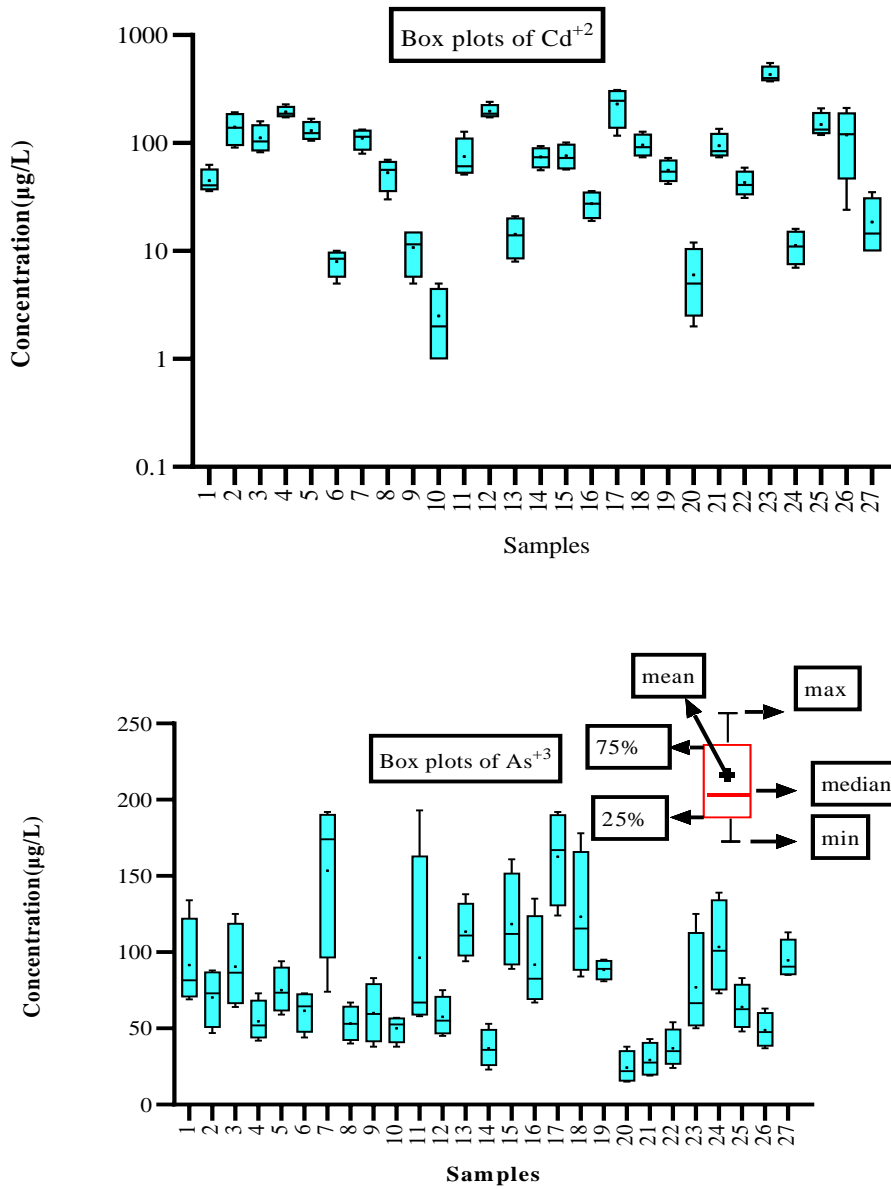 Box plots of Cd+2
Concentration(µg/L)
1000
100
10
1
0.1
1 2 3 4 5 6 7 8 9 10 11 12 13 14 15 16 17 18 19 20 21 22 23 24 25 26 27
Samples
mean
max
75%
median
25%
min
Box plots of As+3
Concentration(µg/L)
250
200
150
100
50
0
1 2 3 4 5 6 7 8 9 10 11 12 13 14 15 16 17 18 19 20 21 22 23 24 25 26 27
Samples